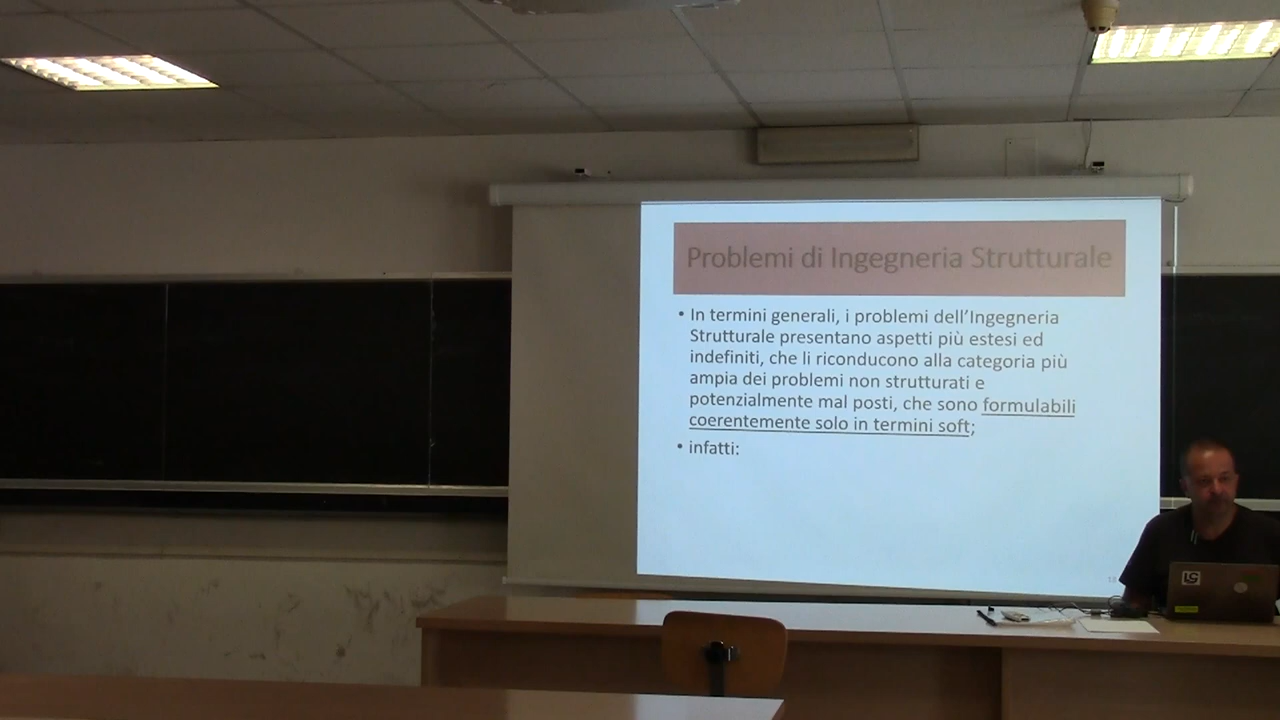 Problemi di Ingegneria Strutturale
• In termini generali, i problemi dell'Ingegneria
Strutturale presentano aspetti più estesi ed
indefiniti, che li riconducono alla categoria più
ampia dei problemi non strutturati e
potenzialmente mal posti, che sono formulabili
coerentemente solo in termini soft;
• infatti: